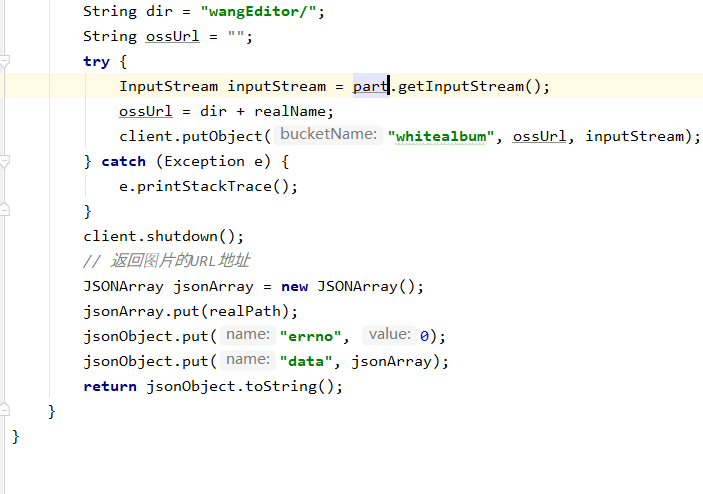 String dir = "wangEditor/";
String ossUrl = "";
try {
InputStream inputStream = part.getInputStream();
ossUrl = dir + realName;
client.putObject( bucketName: "whitealbum", ossUrl, inputStream);
} catch (Exception e) {
e.printStackTrace();
}
client.shutdown();
// 返回图片的URL地址
JSONArray jsonArray = new JSONArray();
jsonArray.put(realPath);
jsonObject.put( name: "errno", value: 0);
jsonObject.put( name: "data", jsonArray);
return jsonObject.toString();
}
}